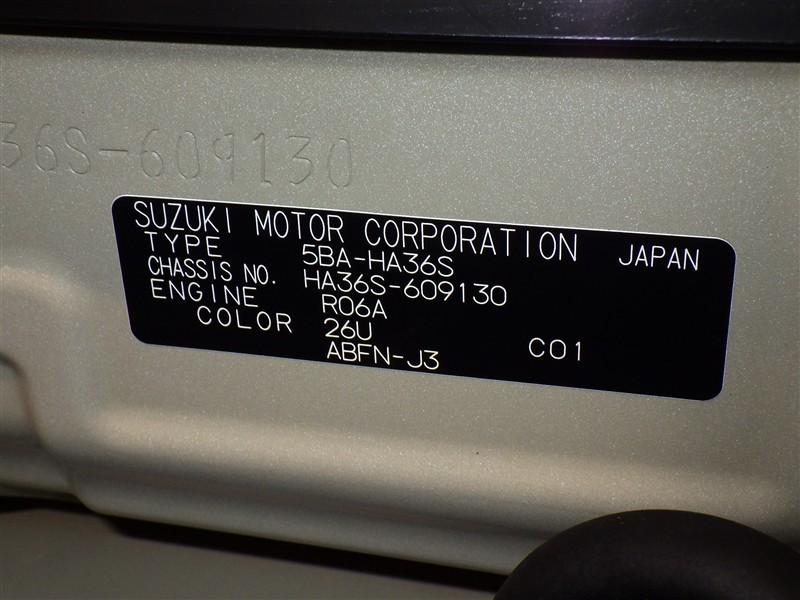 36S-609130
SUZUKI MOTOR CORPORATION JAPAN
TYPE 5BA-HA36S
CHASSIS NO. HA36S-609130
ENGINE R06A
COLOR 26U C01
ABFN-J3